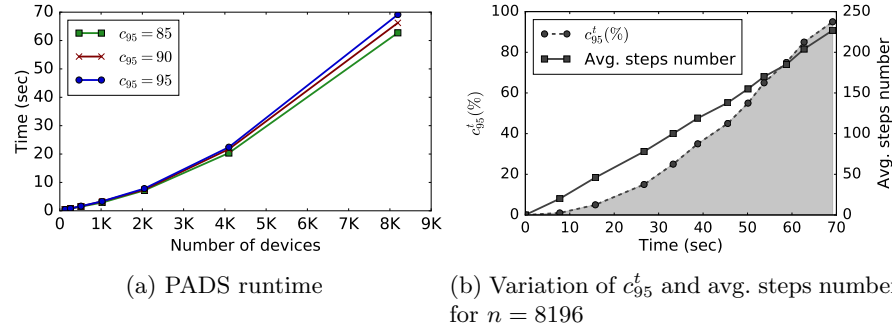 70
60
50
40
30
20
10
0
Time (sec)
c95 = 85
c95 = 90
c95 = 95
0 1K 2K 3K 4K 5K 6K 7K 8K 9K
Number of devices
(a) PADS runtime
100
80
60
40
20
0
c^t_95(%)
c^t_95(%)
Avg. steps number
250
200
150
100
50
0
Avg. steps number
0 10 20 30 40 50 60 70
Time (sec)
(b) Variation of c^t_95 and avg. steps number
for n = 8196